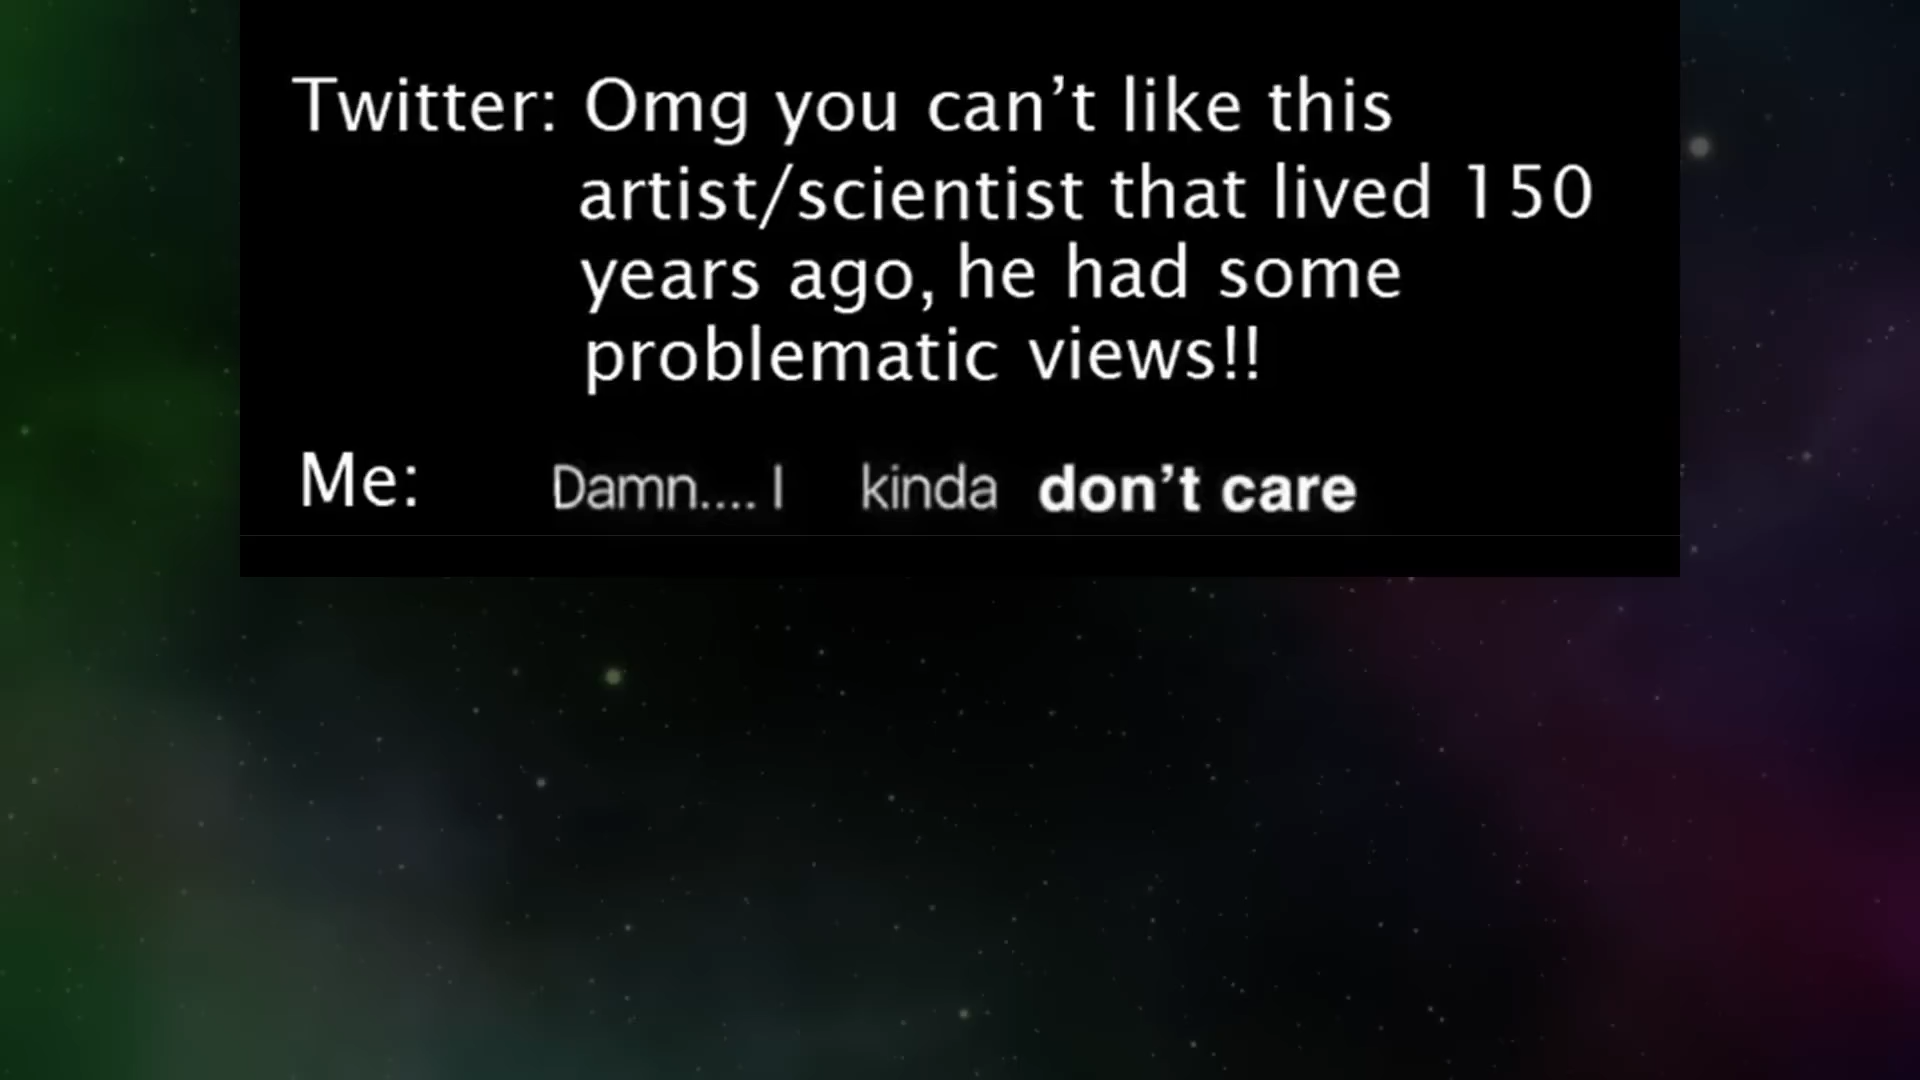 Twitter: Omg you can't like this
artist/scientist that lived 150
years ago, he had some
problematic views!!
Me: Damn.... I kinda don't care